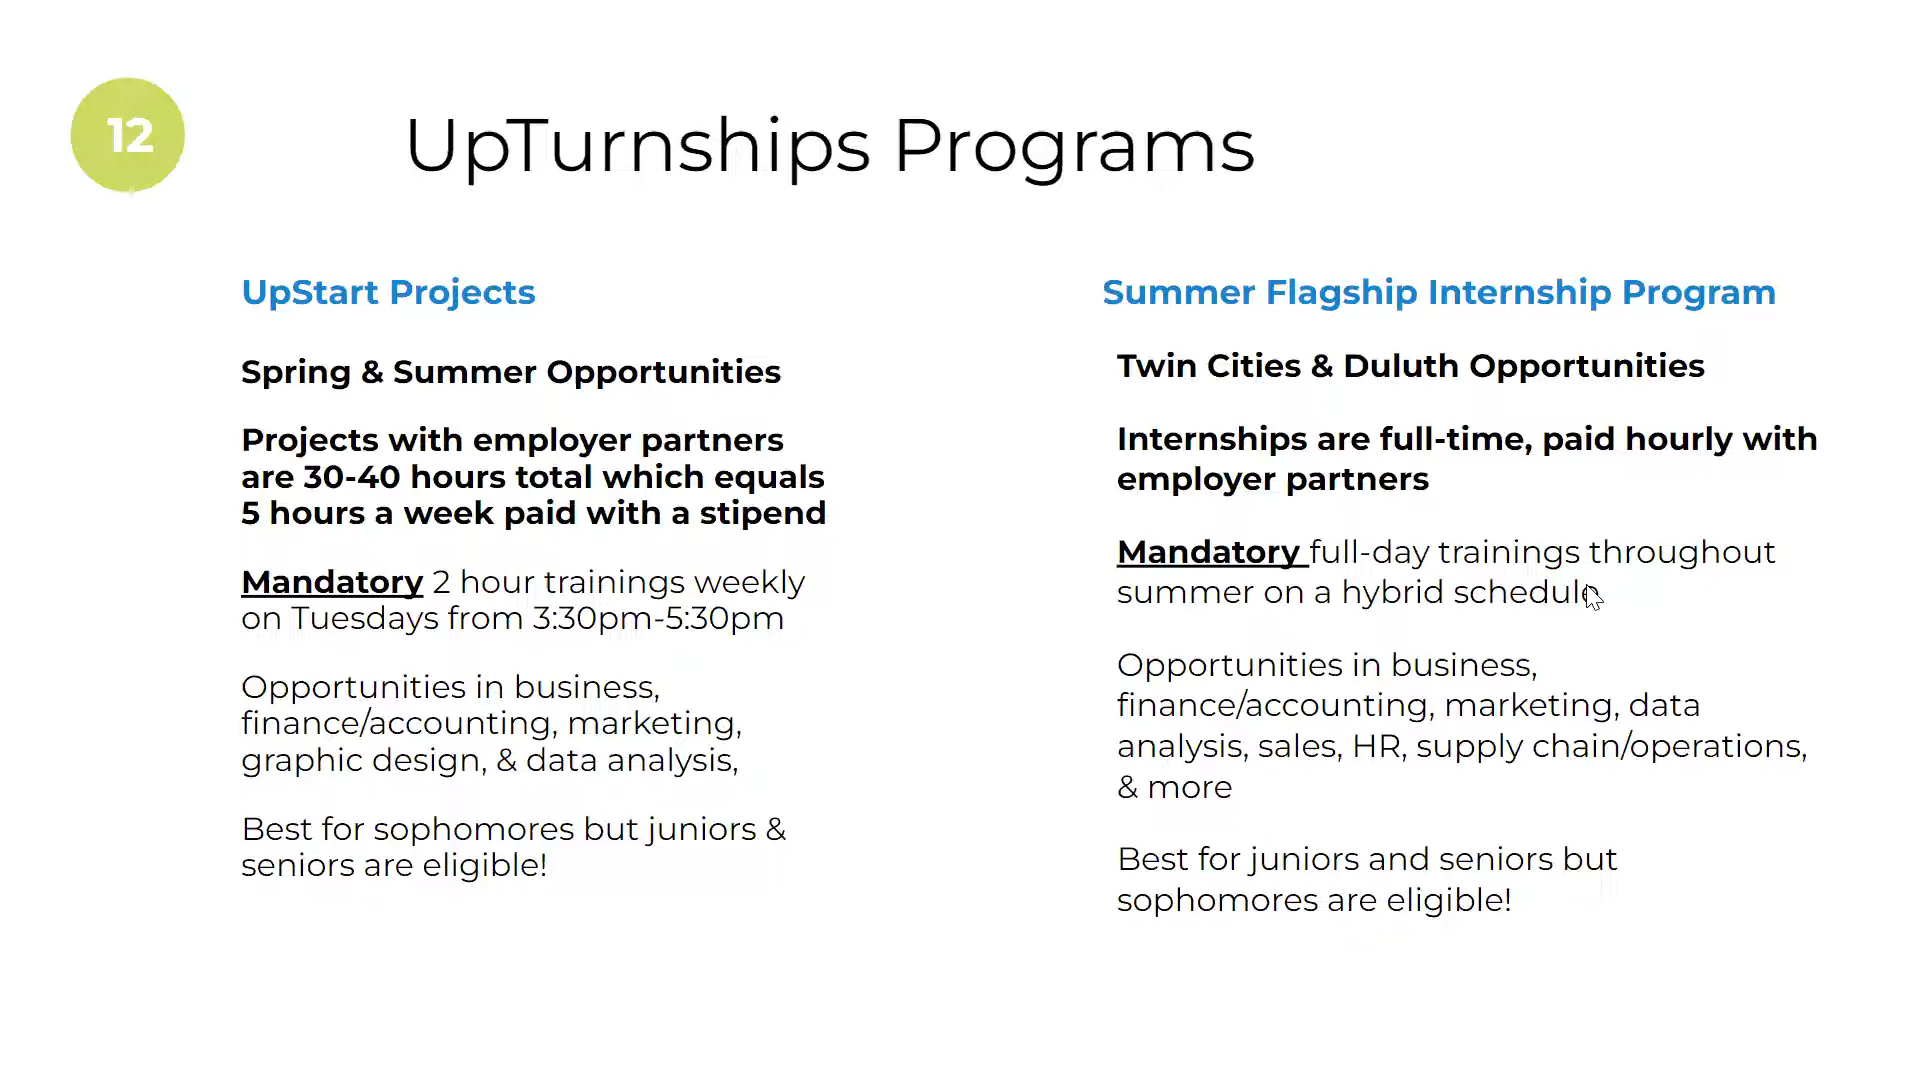 12
UpTurnships Programs
UpStart Projects
Spring & Summer Opportunities
Projects with employer partners
are 30-40 hours total which equals
5 hours a week paid with a stipend
Mandatory 2 hour trainings weekly
on Tuesdays from 3:30pm-5:30pm
Opportunities in business,
finance/accounting, marketing,
graphic design, & data analysis,
Best for sophomores but juniors &
seniors are eligible!
Summer Flagship Internship Program
Twin Cities & Duluth Opportunities
Internships are full-time, paid hourly with
employer partners
Mandatory full-day trainings throughout
summer on a hybrid schedule
Opportunities in business,
finance/accounting, marketing, data
analysis, sales, HR, supply chain/operations,
& more
Best for juniors and seniors but
sophomores are eligible!